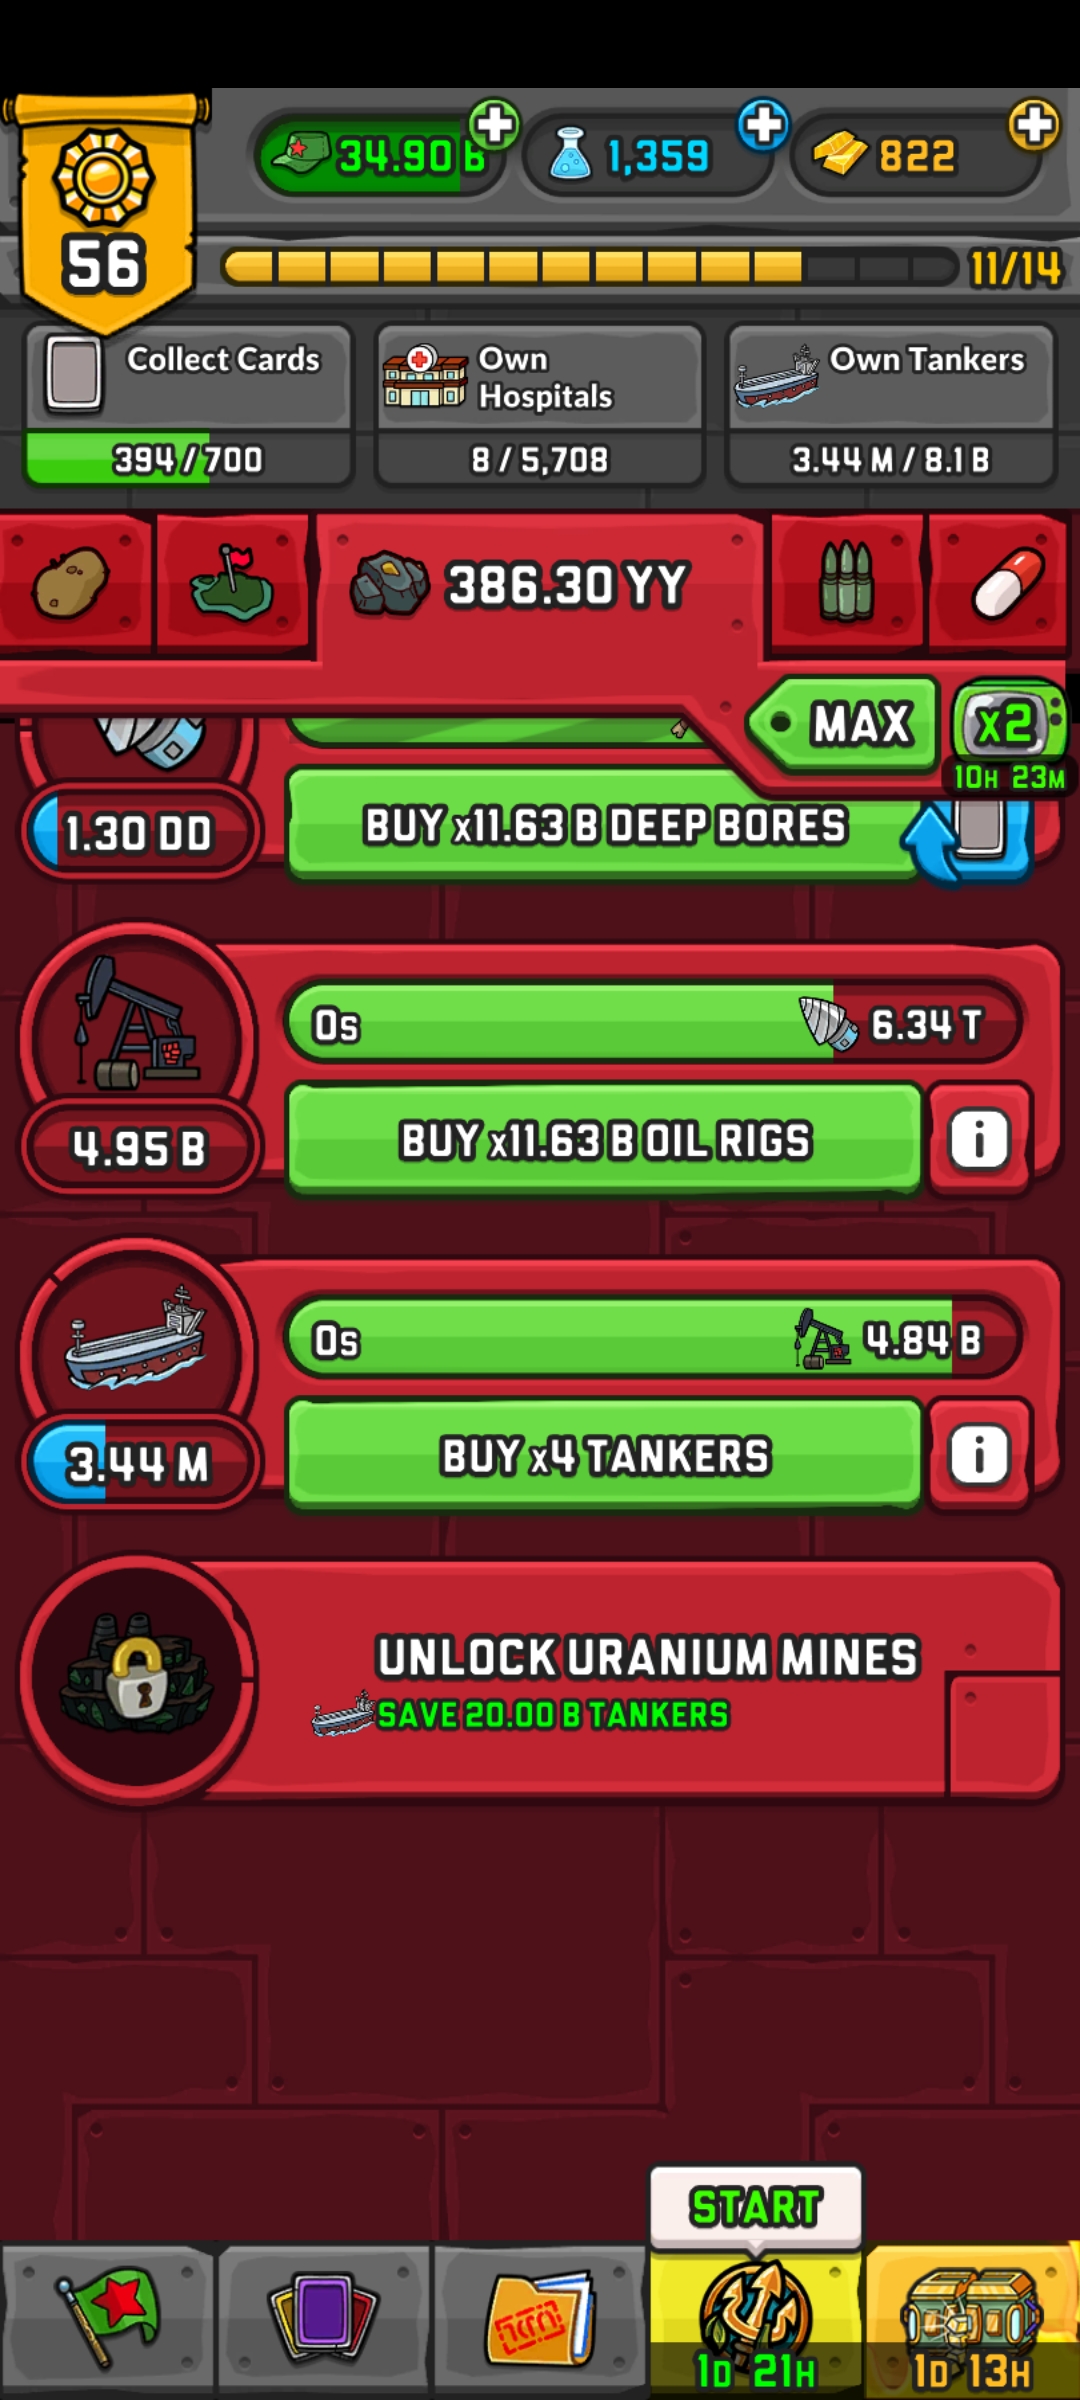 34.90 B
1,359
822
56
11/14
Collect Cards
394/700
Own
Hospitals
8/5,708
Own Tankers
3.44 M/8.1 B
386.30 YY
MAX
x2
10H 23M
1.30 DD
BUY x11.63 B DEEP BORES
0s
6.34 T
4.95 B
BUY x11.63 B OIL RIGS
i
0s
4.84 B
3.44 M
BUY x4 TANKERS
i
UNLOCK URANIUM MINES
SAVE 20.00 B TANKERS
START
1D 21H
1D 13H